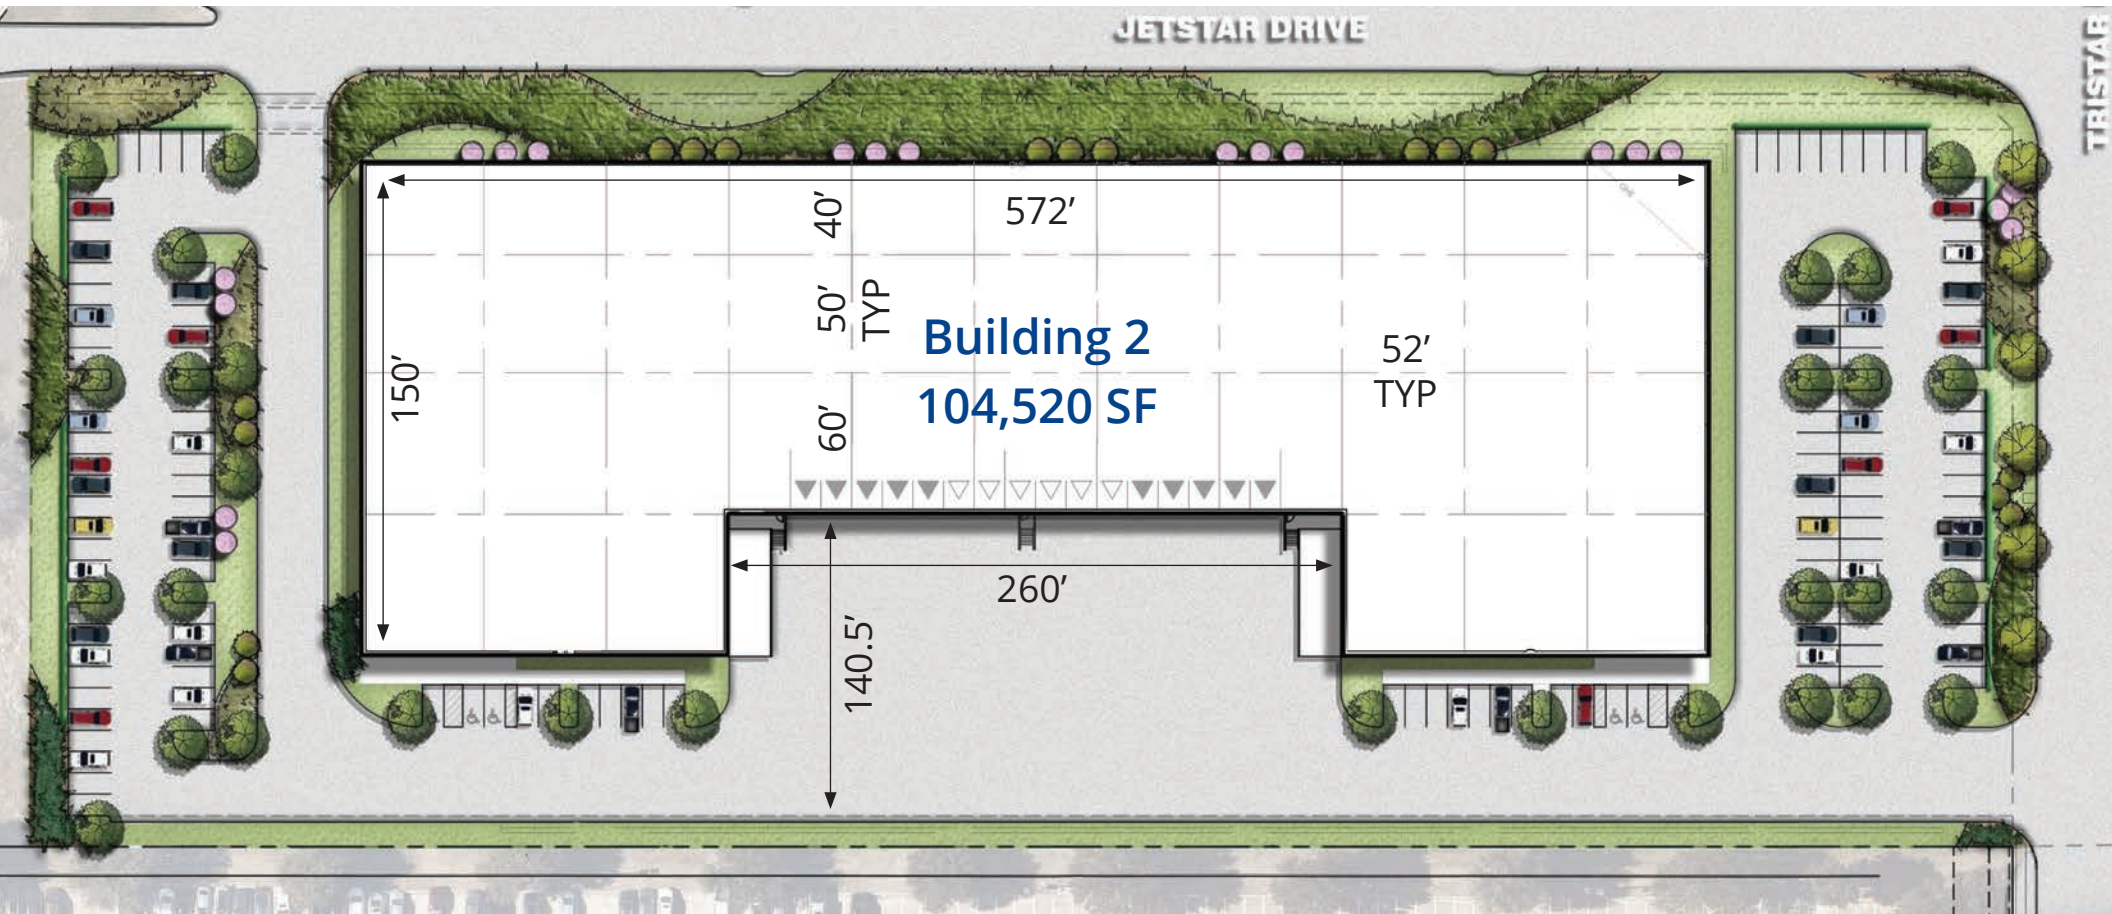 JETSTAR DRIVE
TRISTAR
572’
40’
50’
TYP
Building 2
104,520 SF
52’
TYP
150’
60’
260’
140.5’